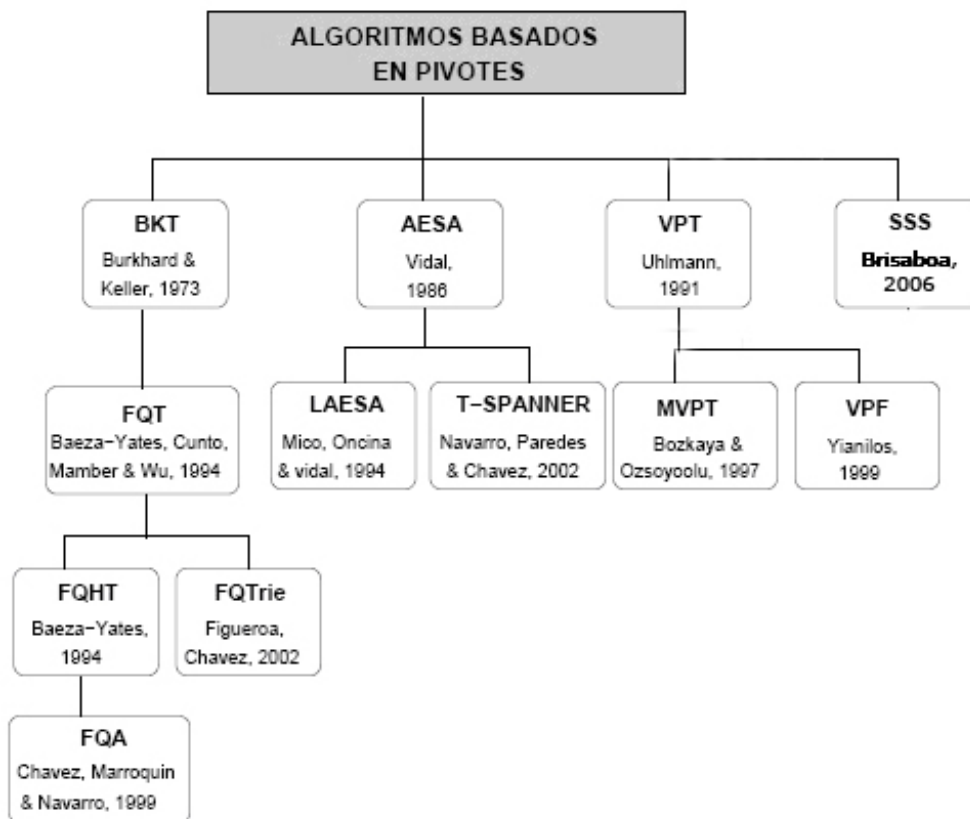 ALGORITMOS BASADOS
EN PIVOTES
BKT
Burkhard &
Keller, 1973
AESA
Vidal,
1986
VPT
Uhlmann,
1991
SSS
Brisaboa,
2006
FQT
Baeza-Yates, Cunto,
Mamber & Wu, 1994
LAESA
Mico, Oncina
& vidal, 1994
T-SPANNER
Navarro, Paredes
& Chavez, 2002
MVPT
Bozkaya &
Ozsoyoolu, 1997
VPF
Yianilos,
1999
FQHT
Baeza-Yates,
1994
FQTrie
Figueroa,
Chavez, 2002
FQA
Chavez, Marroquin
& Navarro, 1999